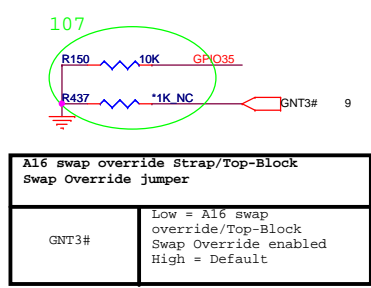 107
R150 10K GPIO35
R437 *1K_NC GNT3# 9
A16 swap override Strap/Top-Block
Swap Override jumper
GNT3#
Low = A16 swap
override/Top-Block
Swap Override enabled
High = Default